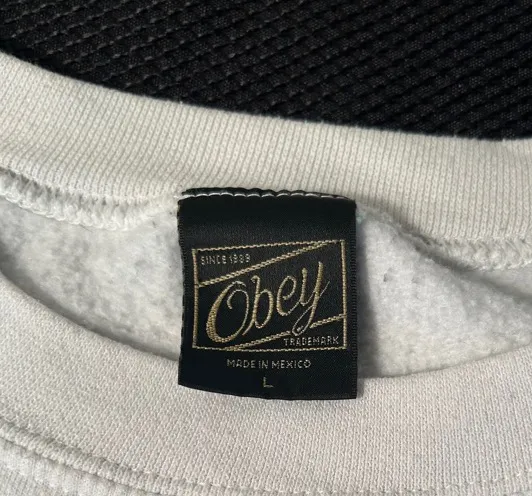 SINCE 1989
Obey
TRADEMARK
MADE IN MEXICO
L